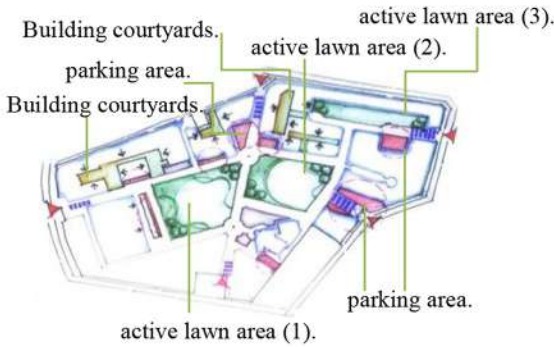 active lawn area (3).
Building courtyards.
active lawn area (2).
parking area.
Building courtyards.
parking area.
active lawn area (1).